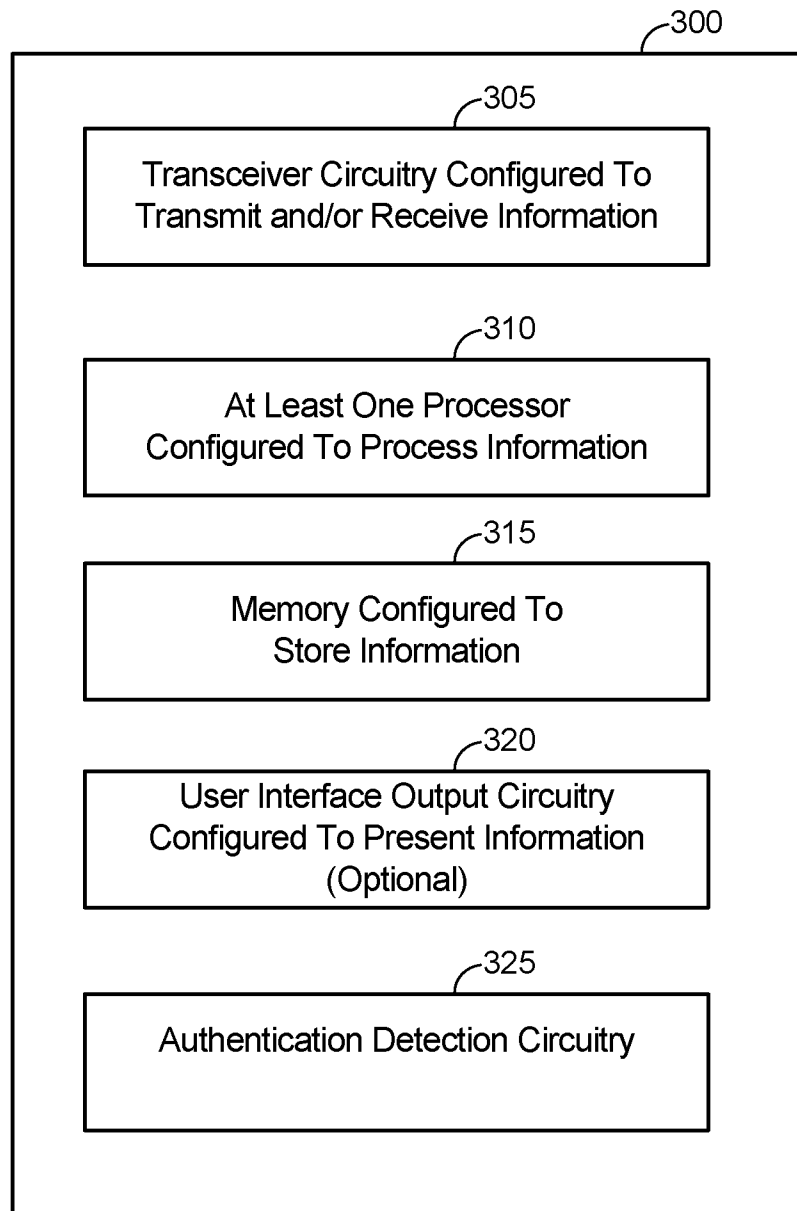 300
305
Transceiver Circuitry Configured To
Transmit and/or Receive Information
310
At Least One Processor
Configured To Process Information
315
Memory Configured To
Store Information
320
User Interface Output Circuitry
Configured To Present Information
(Optional)
325
Authentication Detection Circuitry